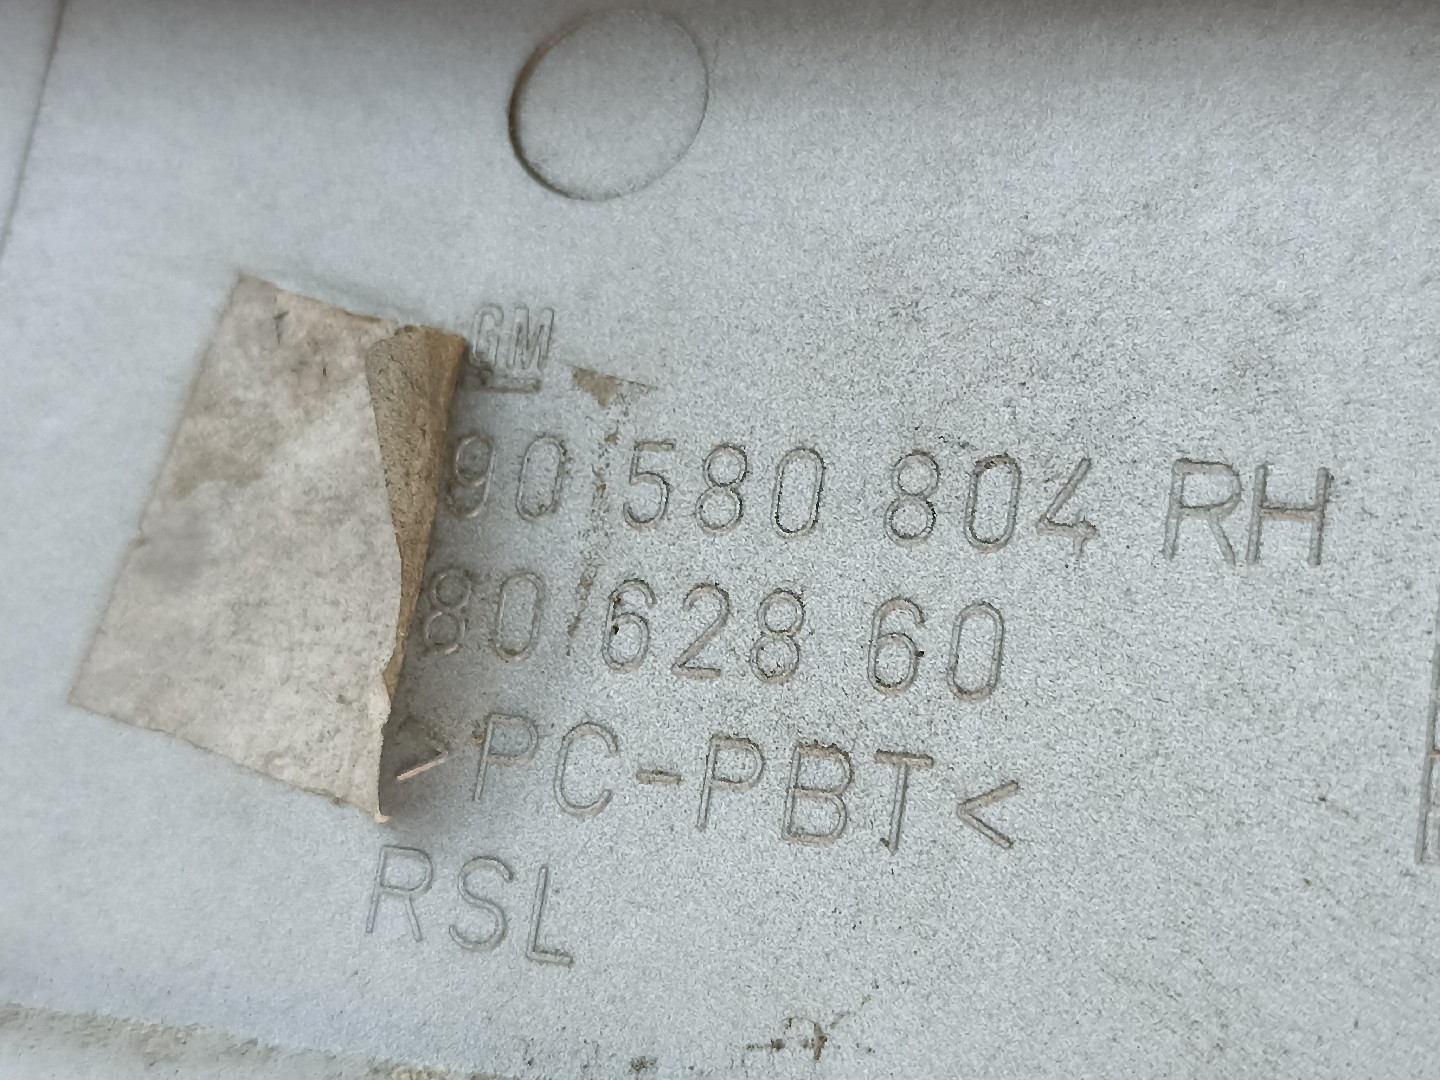 GM
90 580 804 RH
80 628 60
>PC-PBT<
RSL